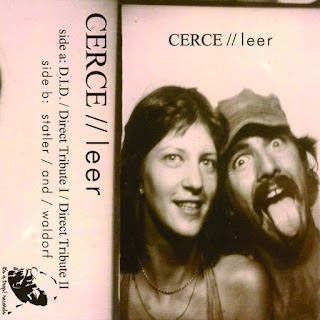 CERCE // leer
side a: D.I.D. / Direct Tribute I / Direct Tribute II
side b: statler / and / waldorf
CERCE // leer